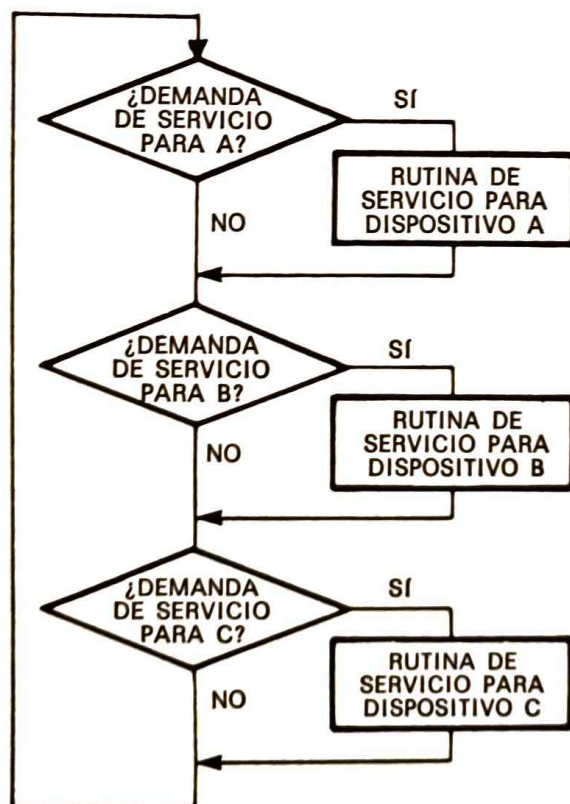 ¿DEMANDA
DE SERVICIO
PARA A?
SÍ
RUTINA DE
SERVICIO PARA
DISPOSITIVO A
NO
¿DEMANDA
DE SERVICIO
PARA B?
SÍ
RUTINA DE
SERVICIO PARA
DISPOSITIVO B
NO
¿DEMANDA
DE SERVICIO
PARA C?
SÍ
RUTINA DE
SERVICIO PARA
DISPOSITIVO C
NO